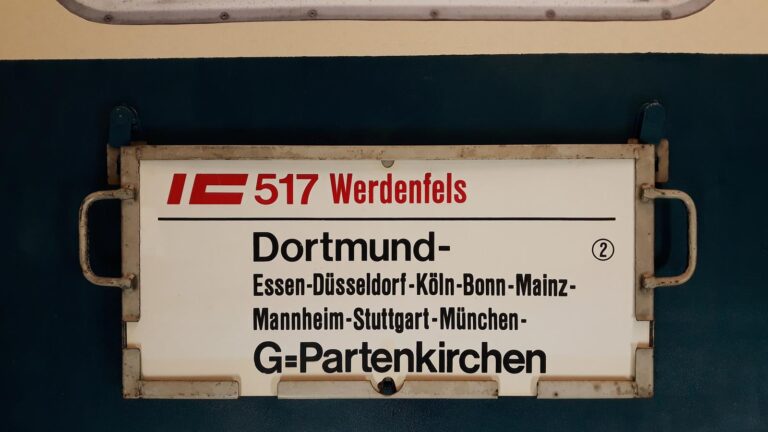 IC 517 Werdenfels
Dortmund-
②
Essen-Düsseldorf-Köln-Bonn-Mainz-
Mannheim-Stuttgart-München-
G=Partenkirchen